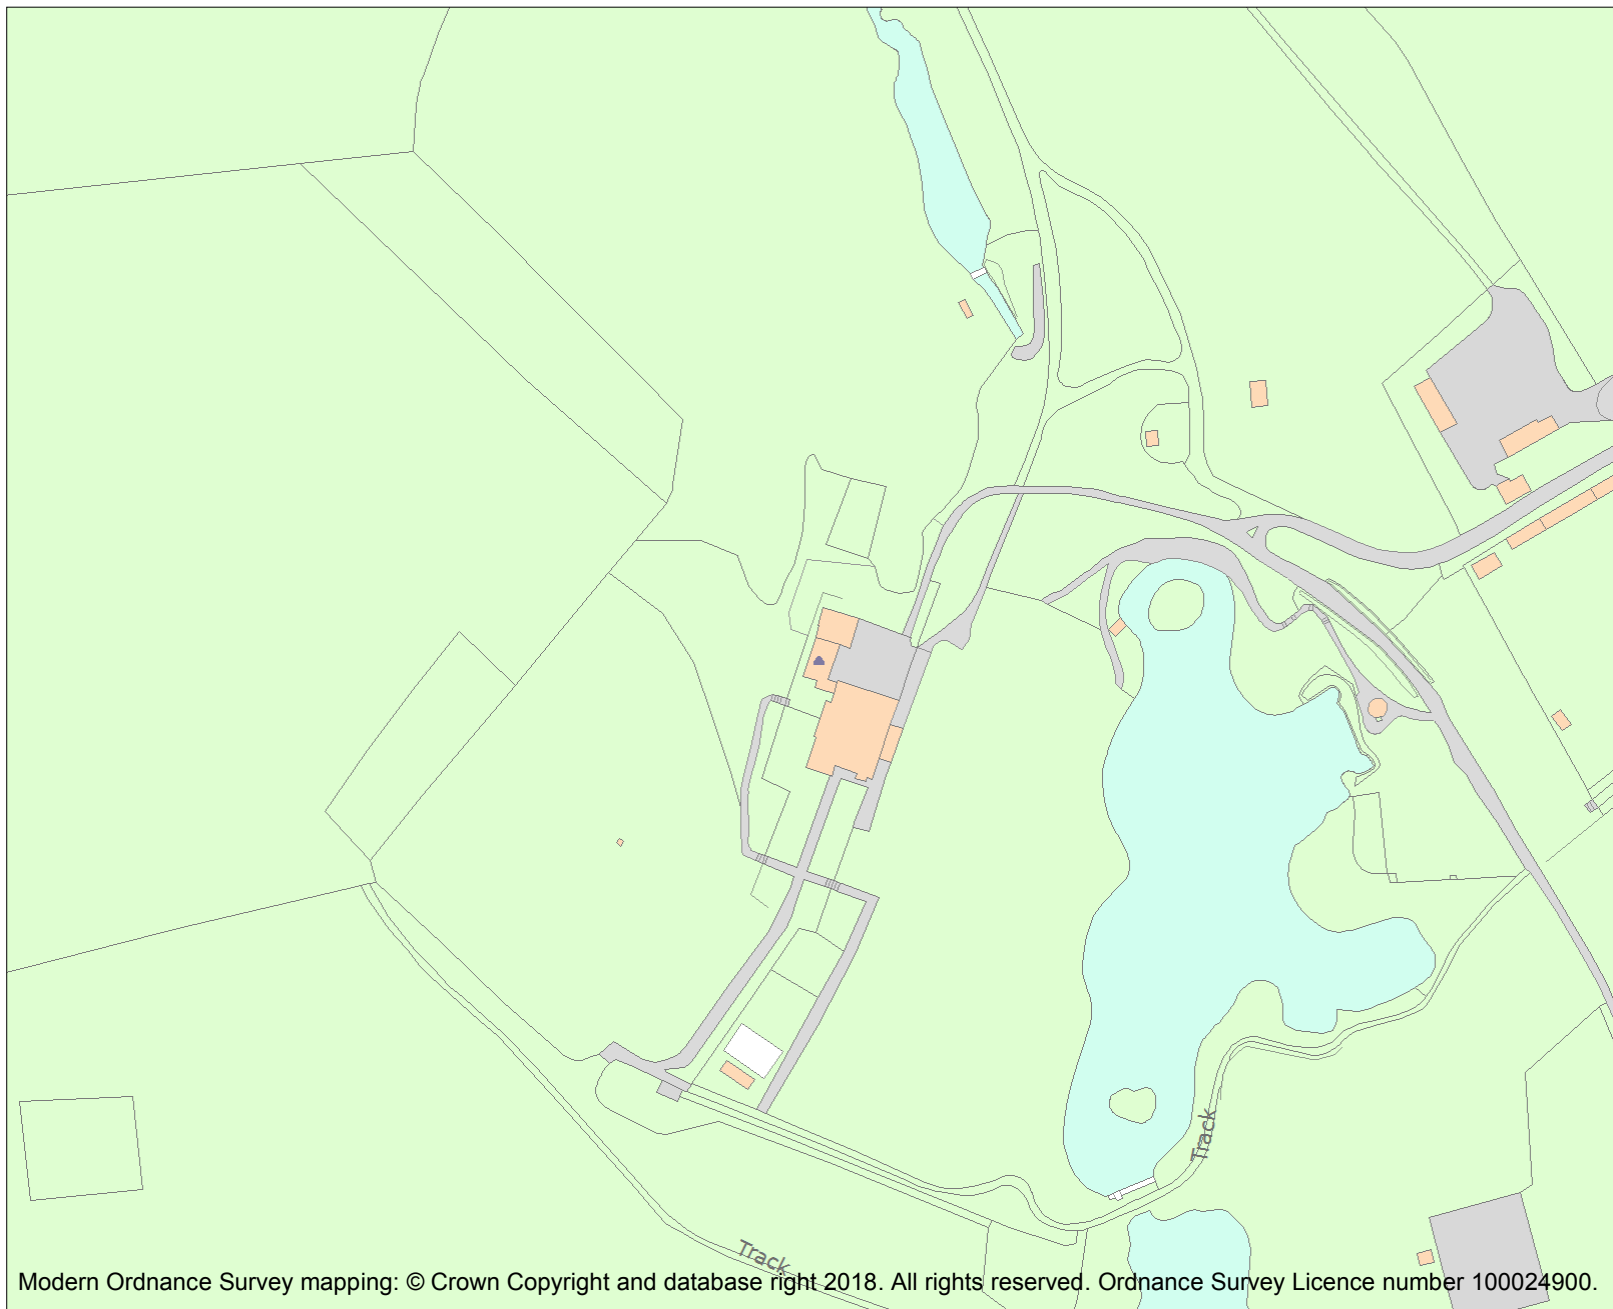 Track
Track
Modern Ordnance Survey mapping: © Crown Copyright and database right 2018. All rights reserved. Ordnance Survey Licence number 100024900.